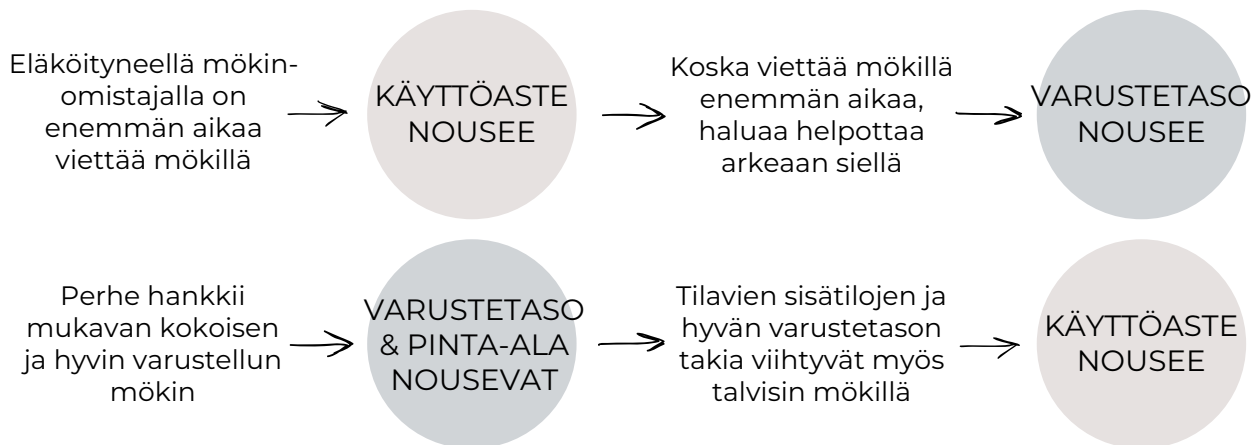 Eläköityneellä mökin-
omistajalla on
enemmän aikaa
viettää mökillä
KÄYTTÖASTE
NOUSEE
Koska viettää mökillä
enemmän aikaa,
haluaa helpottaa
arkeaan siellä
VARUSTETASO
NOUSEE
Perhe hankkii
mukavan kokoisen
ja hyvin varustellun
mökin
VARUSTETASO
& PINTA-ALA
NOUSEVAT
Tilavien sisätilojen ja
hyvän varustetason
takia viihtyvät myös
talvisin mökillä
KÄYTTÖASTE
NOUSEE